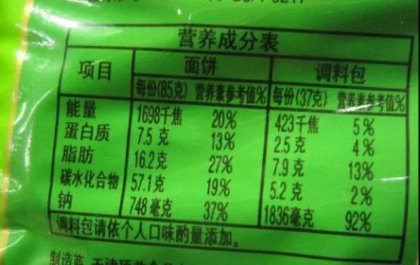 营养成分表
项目 面饼 调料包
每份(85克) 营养素参考值% 每份(37克) 营养素参考值%
能量 1698千焦 20% 423千焦 5%
蛋白质 7.5克 13% 2.5克 4%
脂肪 16.2克 27% 7.9克 13%
碳水化合物 57.1克 19% 5.2克 2%
钠 748毫克 37% 1836毫克 92%
调料包请依个人口味酌量添加。
制造商